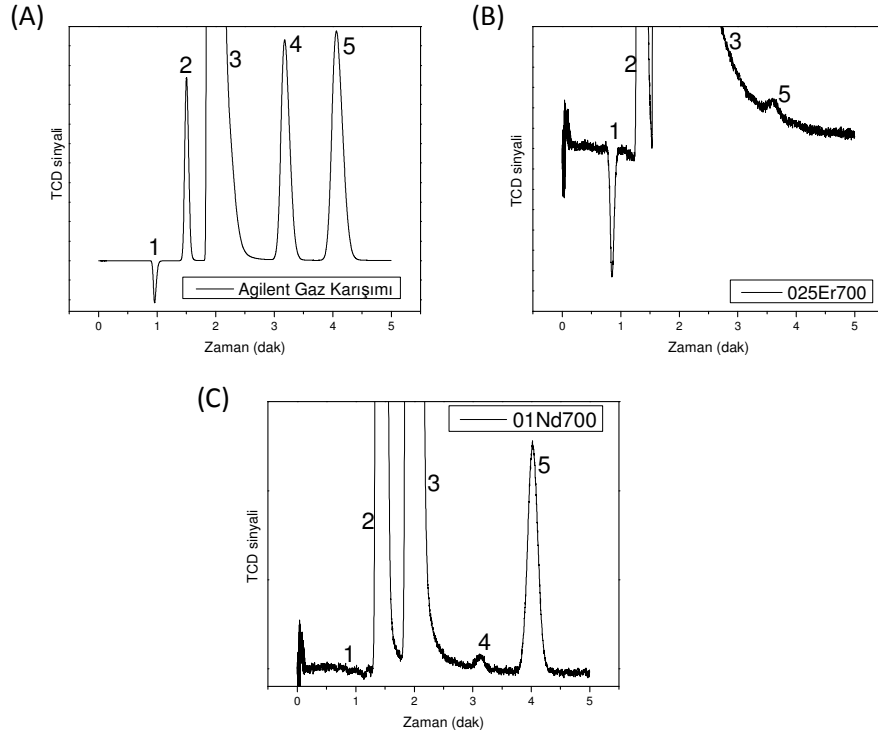 (A)
TCD sinyali
1
2
3
4
5
Agilent Gaz Karışımı
0 1 2 3 4 5
Zaman (dak)
(B)
TCD sinyali
1
2
3
5
025Er700
0 1 2 3 4 5
Zaman (dak)
(C)
TCD sinyali
1
2
3
4
5
01Nd700
0 1 2 3 4 5
Zaman (dak)